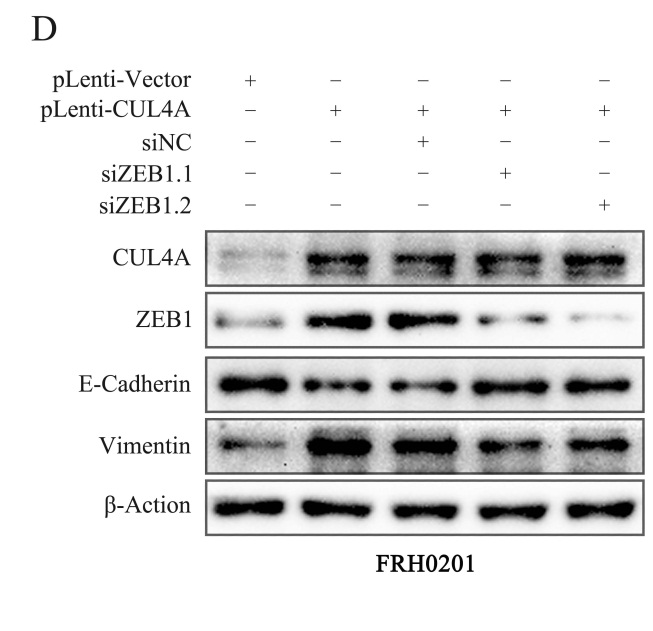 D
pLenti-Vector + − − − −
pLenti-CUL4A − + + + +
siNC − − + − −
siZEB1.1 − − − + −
siZEB1.2 − − − − +
CUL4A
ZEB1
E-Cadherin
Vimentin
β-Action
FRH0201